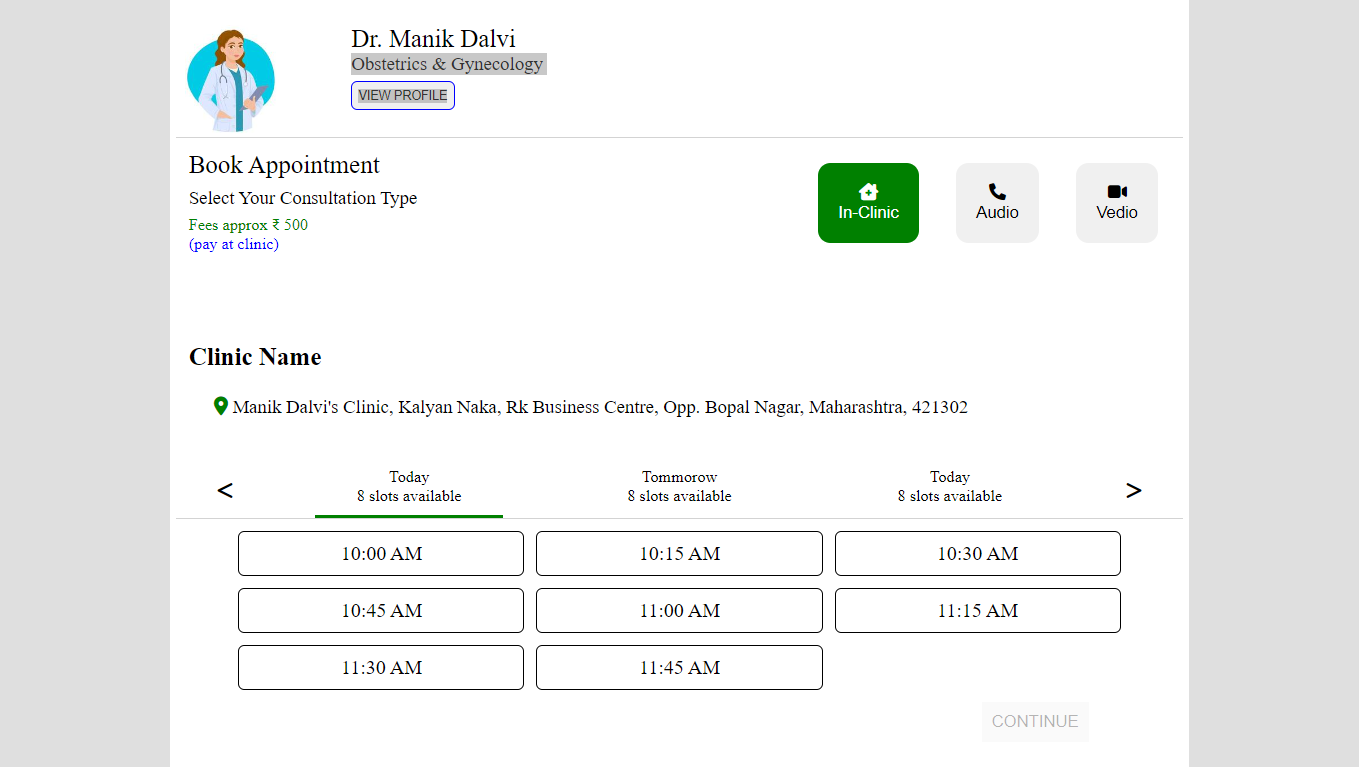 Dr. Manik Dalvi
Obstetrics & Gynecology
VIEW PROFILE
Book Appointment
Select Your Consultation Type
Fees approx ₹ 500
(pay at clinic)
In-Clinic
Audio
Vedio
Clinic Name
Manik Dalvi's Clinic, Kalyan Naka, Rk Business Centre, Opp. Bopal Nagar, Maharashtra, 421302
<
Today
8 slots available
Tommorow
8 slots available
Today
8 slots available
>
10:00 AM
10:15 AM
10:30 AM
10:45 AM
11:00 AM
11:15 AM
11:30 AM
11:45 AM
CONTINUE